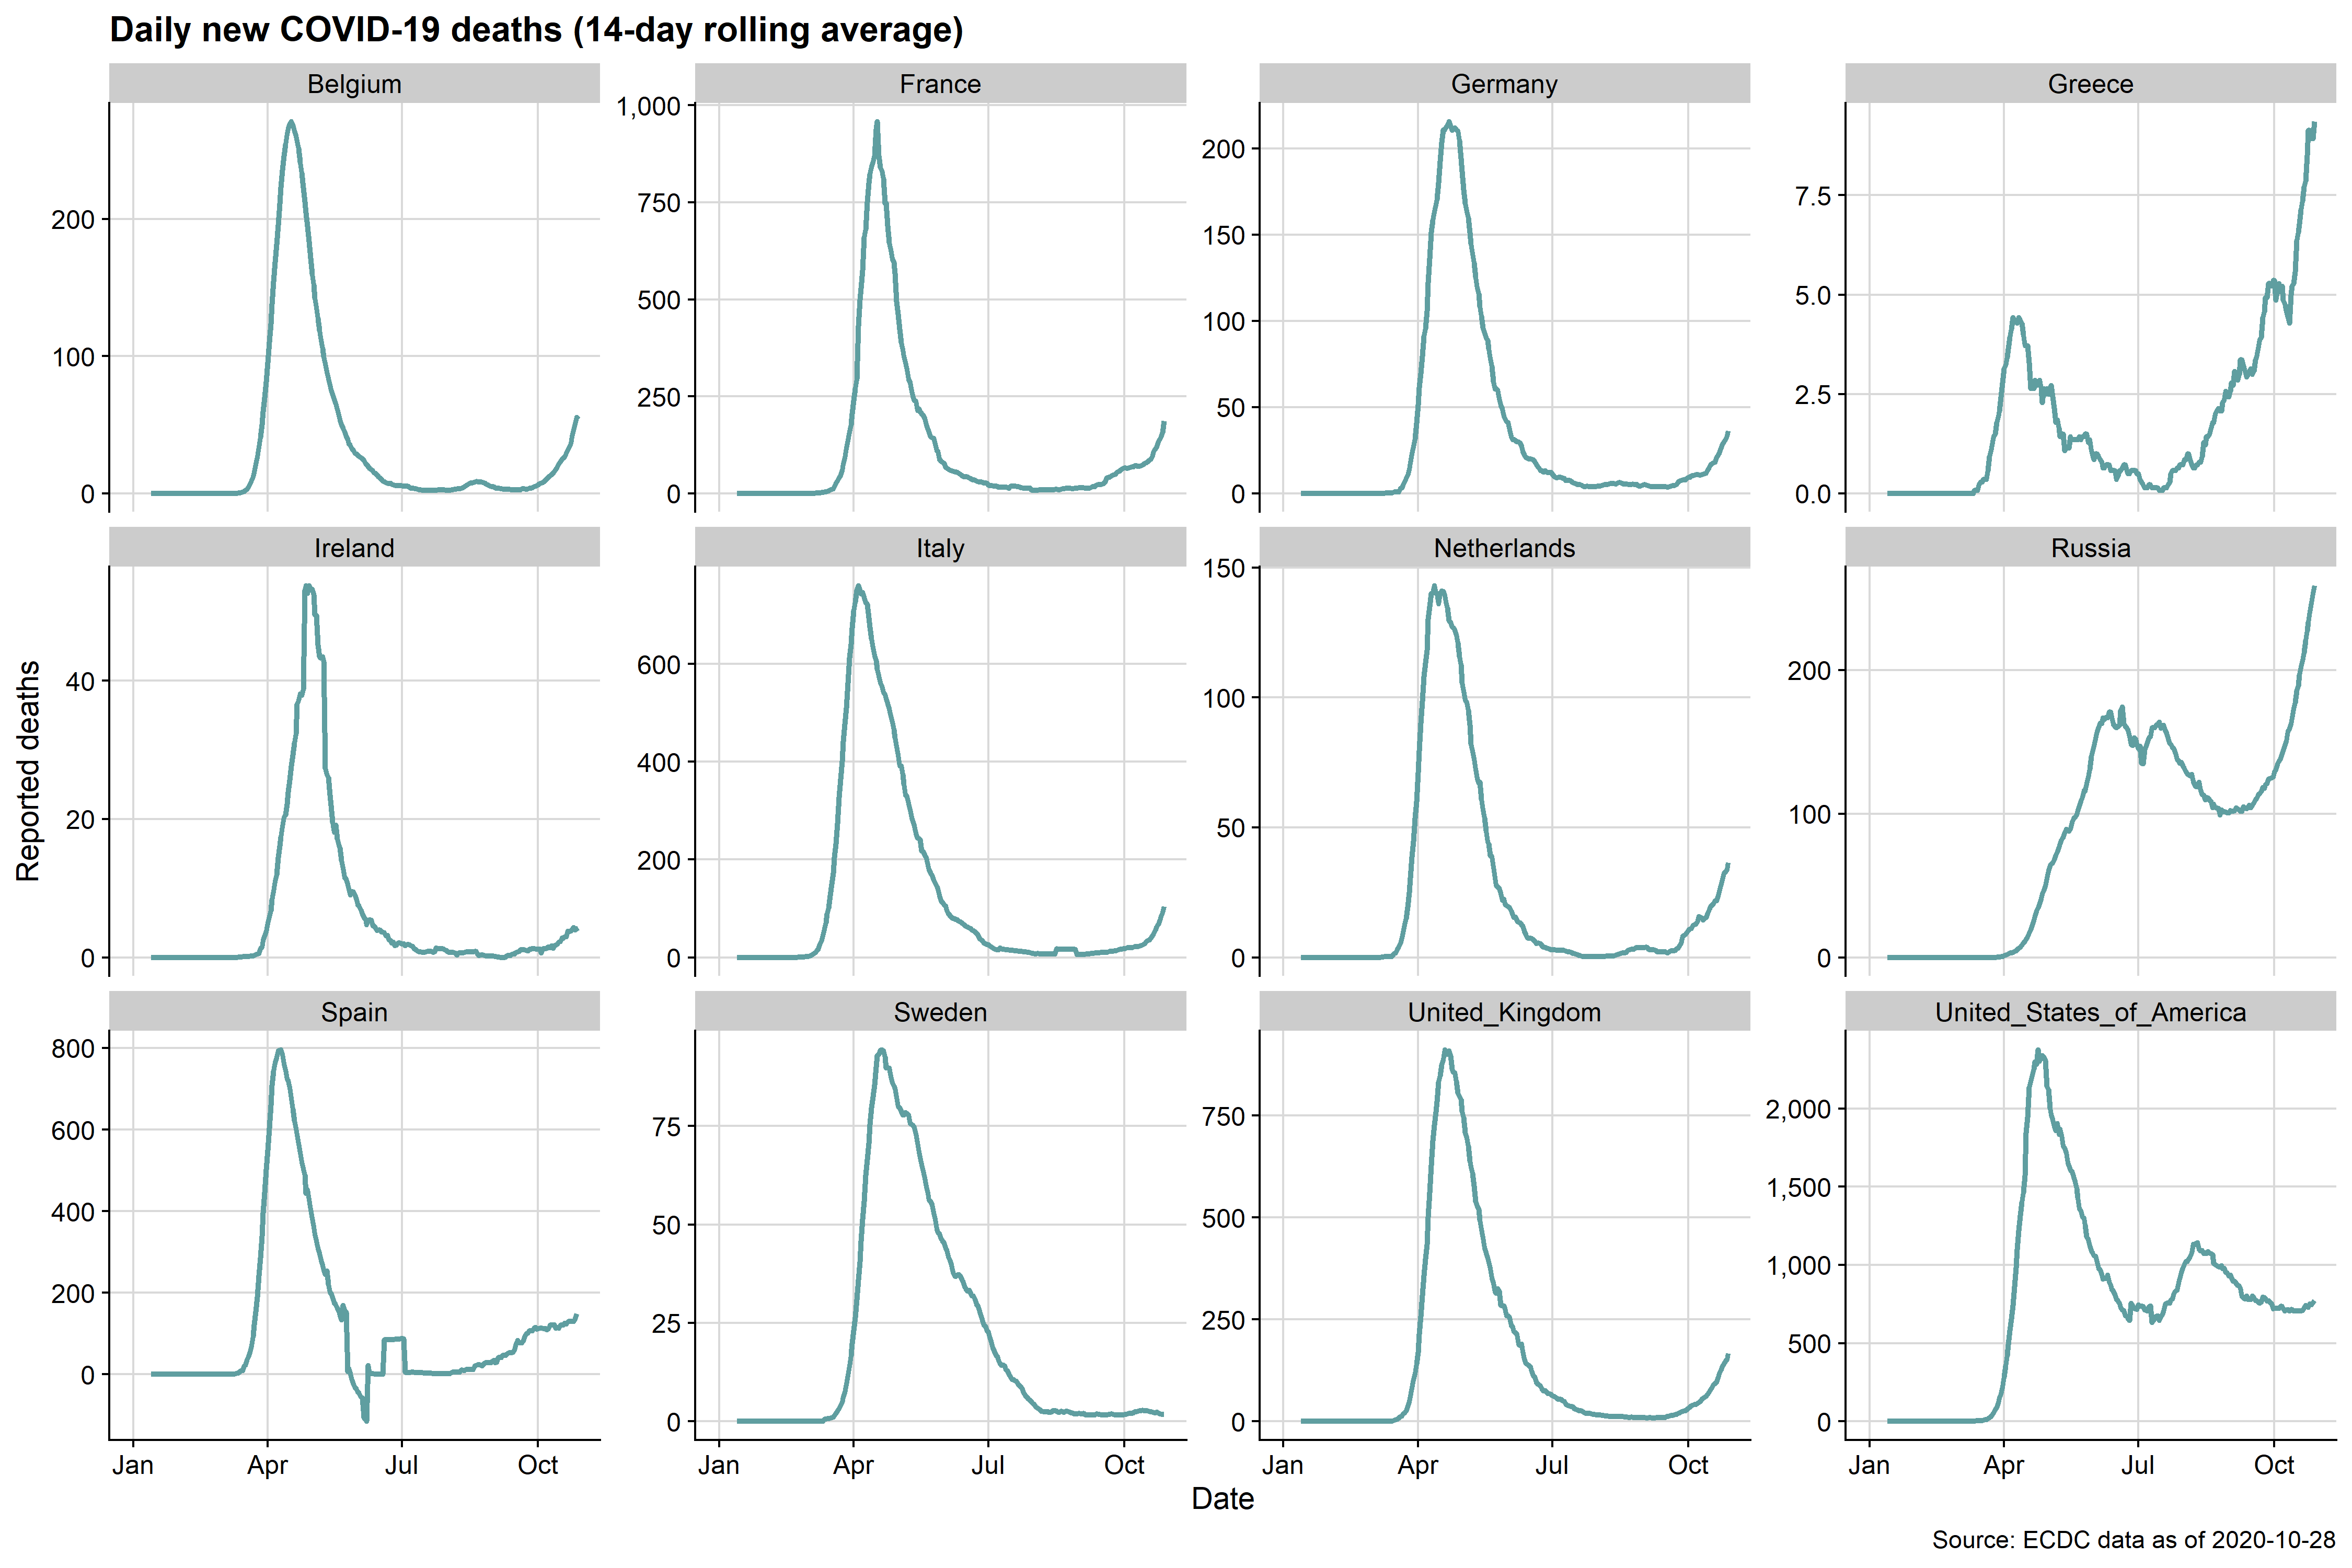 Daily new COVID-19 deaths (14-day rolling average)
Belgium
France
Germany
Greece
200
100
0
1,000
750
500
250
0
200
150
100
50
0
7.5
5.0
2.5
0.0
Ireland
Italy
Netherlands
Russia
40
20
0
600
400
200
0
150
100
50
0
200
100
0
Spain
Sweden
United_Kingdom
United_States_of_America
800
600
400
200
0
75
50
25
0
750
500
250
0
2,000
1,500
1,000
500
0
Jan Apr Jul Oct
Jan Apr Jul Oct
Jan Apr Jul Oct
Jan Apr Jul Oct
Reported deaths
Date
Source: ECDC data as of 2020-10-28